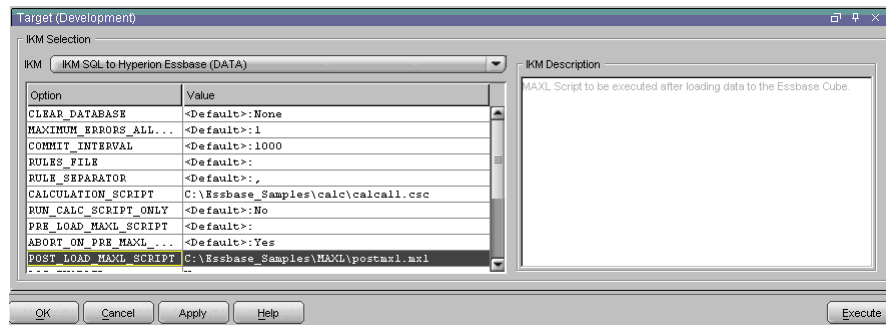 Target (Development)
IKM Selection
IKM IKM SQL to Hyperion Essbase (DATA)
IKM Description
MAXL Script to be executed after loading data to the Essbase Cube.
Option Value
CLEAR_DATABASE <Default>:None
MAXIMUM_ERRORS_ALL... <Default>:1
COMMIT_INTERVAL <Default>:1000
RULES_FILE <Default>:
RULE_SEPARATOR <Default>:,
CALCULATION_SCRIPT C:\Essbase_Samples\calc\calcall.csc
RUN_CALC_SCRIPT_ONLY <Default>:No
PRE_LOAD_MAXL_SCRIPT <Default>:
ABORT_ON_PRE_MAXL_... <Default>:Yes
POST_LOAD_MAXL_SCRIPT C:\Essbase_Samples\MAXL\postmxl.mxl
OK Cancel Apply Help Execute